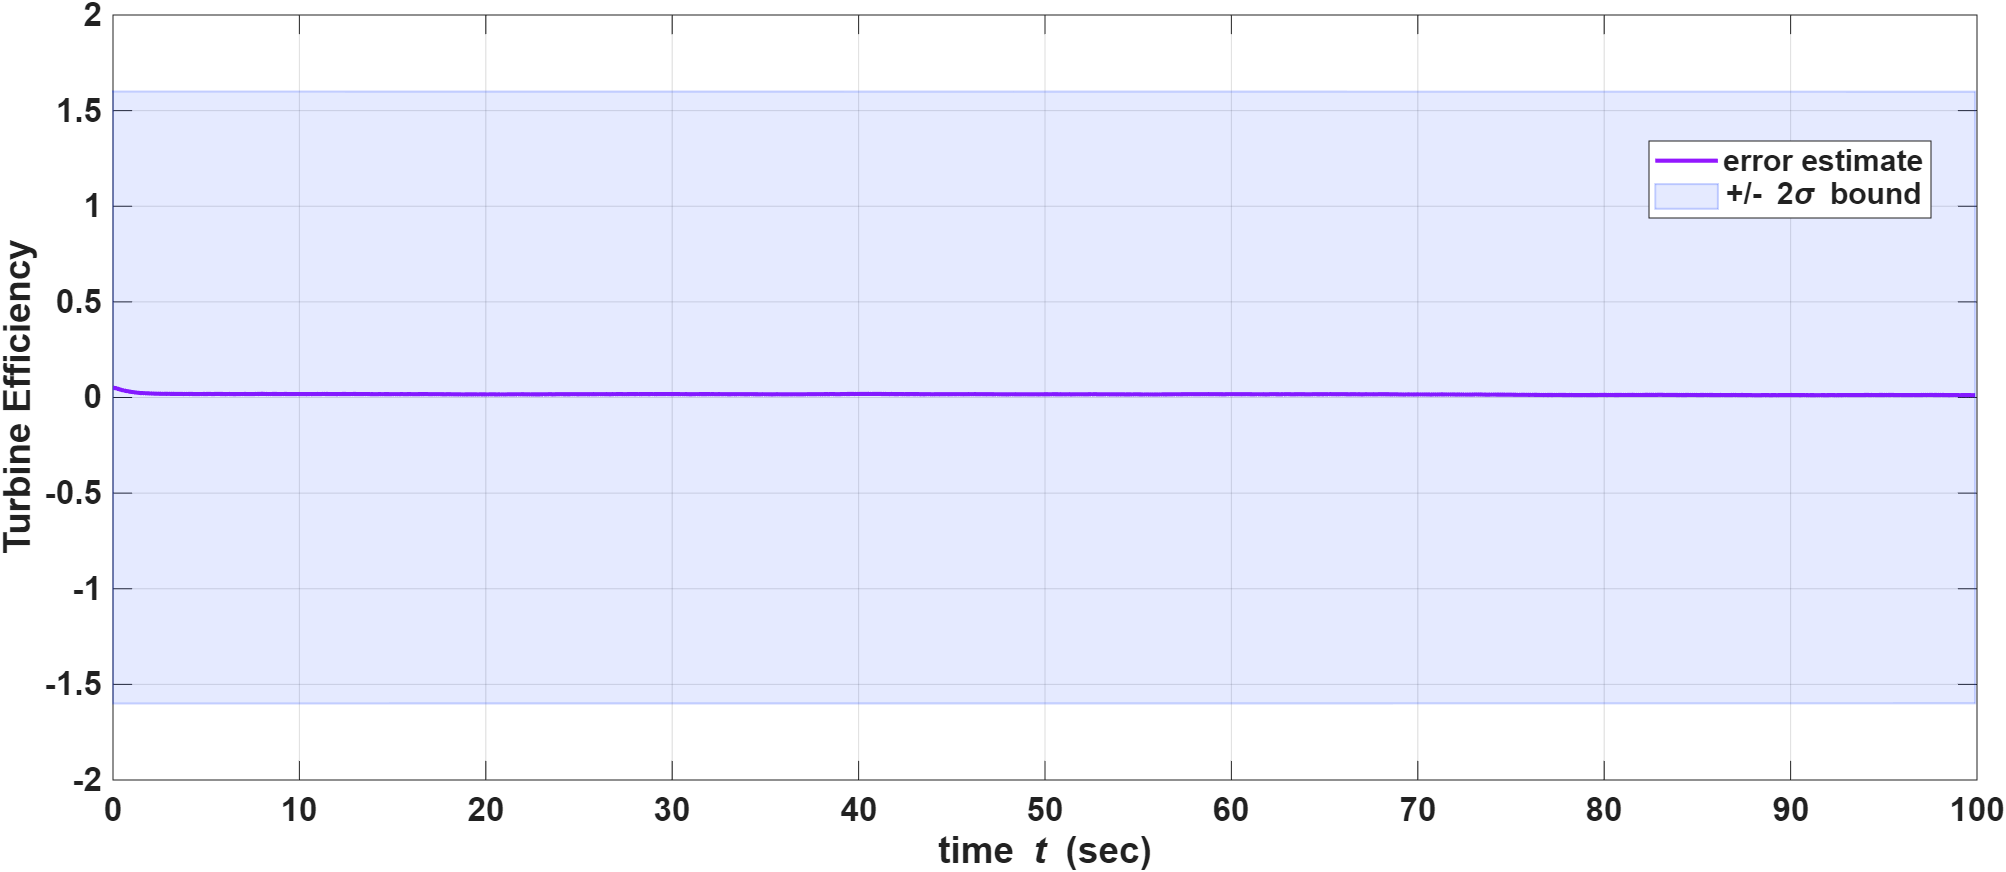 2
1.5
1
0.5
0
-0.5
-1
-1.5
-2
Turbine Efficiency
error estimate
+/- 2σ bound
0 10 20 30 40 50 60 70 80 90 100
time t (sec)